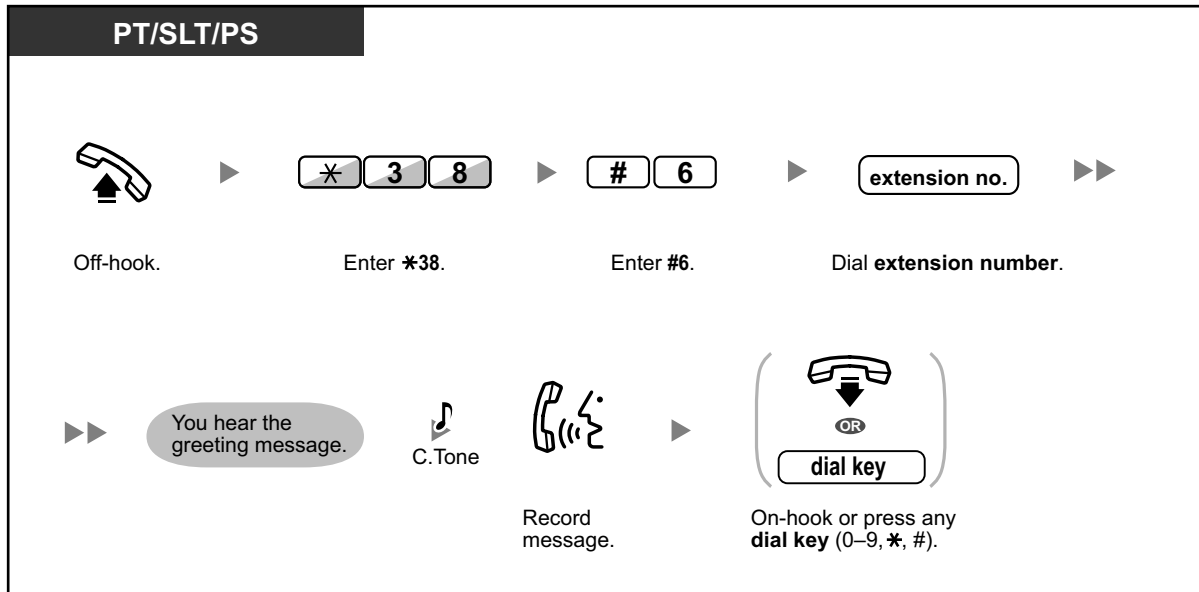 PT/SLT/PS
* 3 8 # 6 extension no.
Off-hook. Enter *38. Enter #6. Dial extension number.
You hear the
greeting message.
C.Tone
OR
dial key
Record
message.
On-hook or press any
dial key (0–9, *, #).